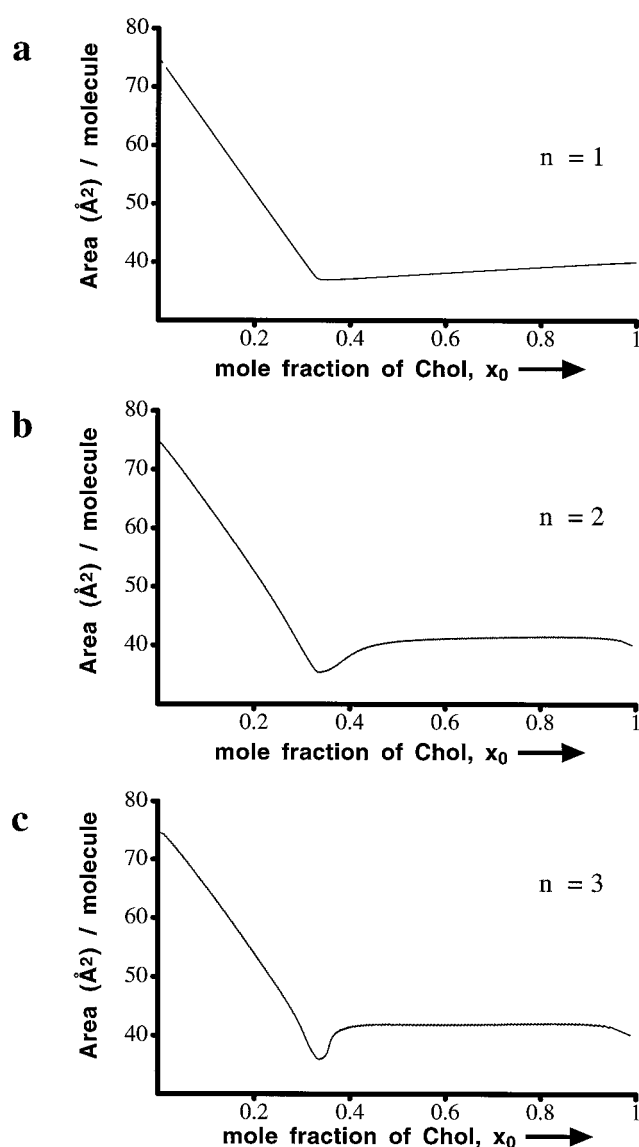 a
Area (Å²) / molecule
80
70
60
50
40
n = 1
0.2 0.4 0.6 0.8 1
mole fraction of Chol, x₀
b
Area (Å²) / molecule
80
70
60
50
40
n = 2
0.2 0.4 0.6 0.8 1
mole fraction of Chol, x₀
c
Area (Å²) / molecule
80
70
60
50
40
n = 3
0.2 0.4 0.6 0.8 1
mole fraction of Chol, x₀